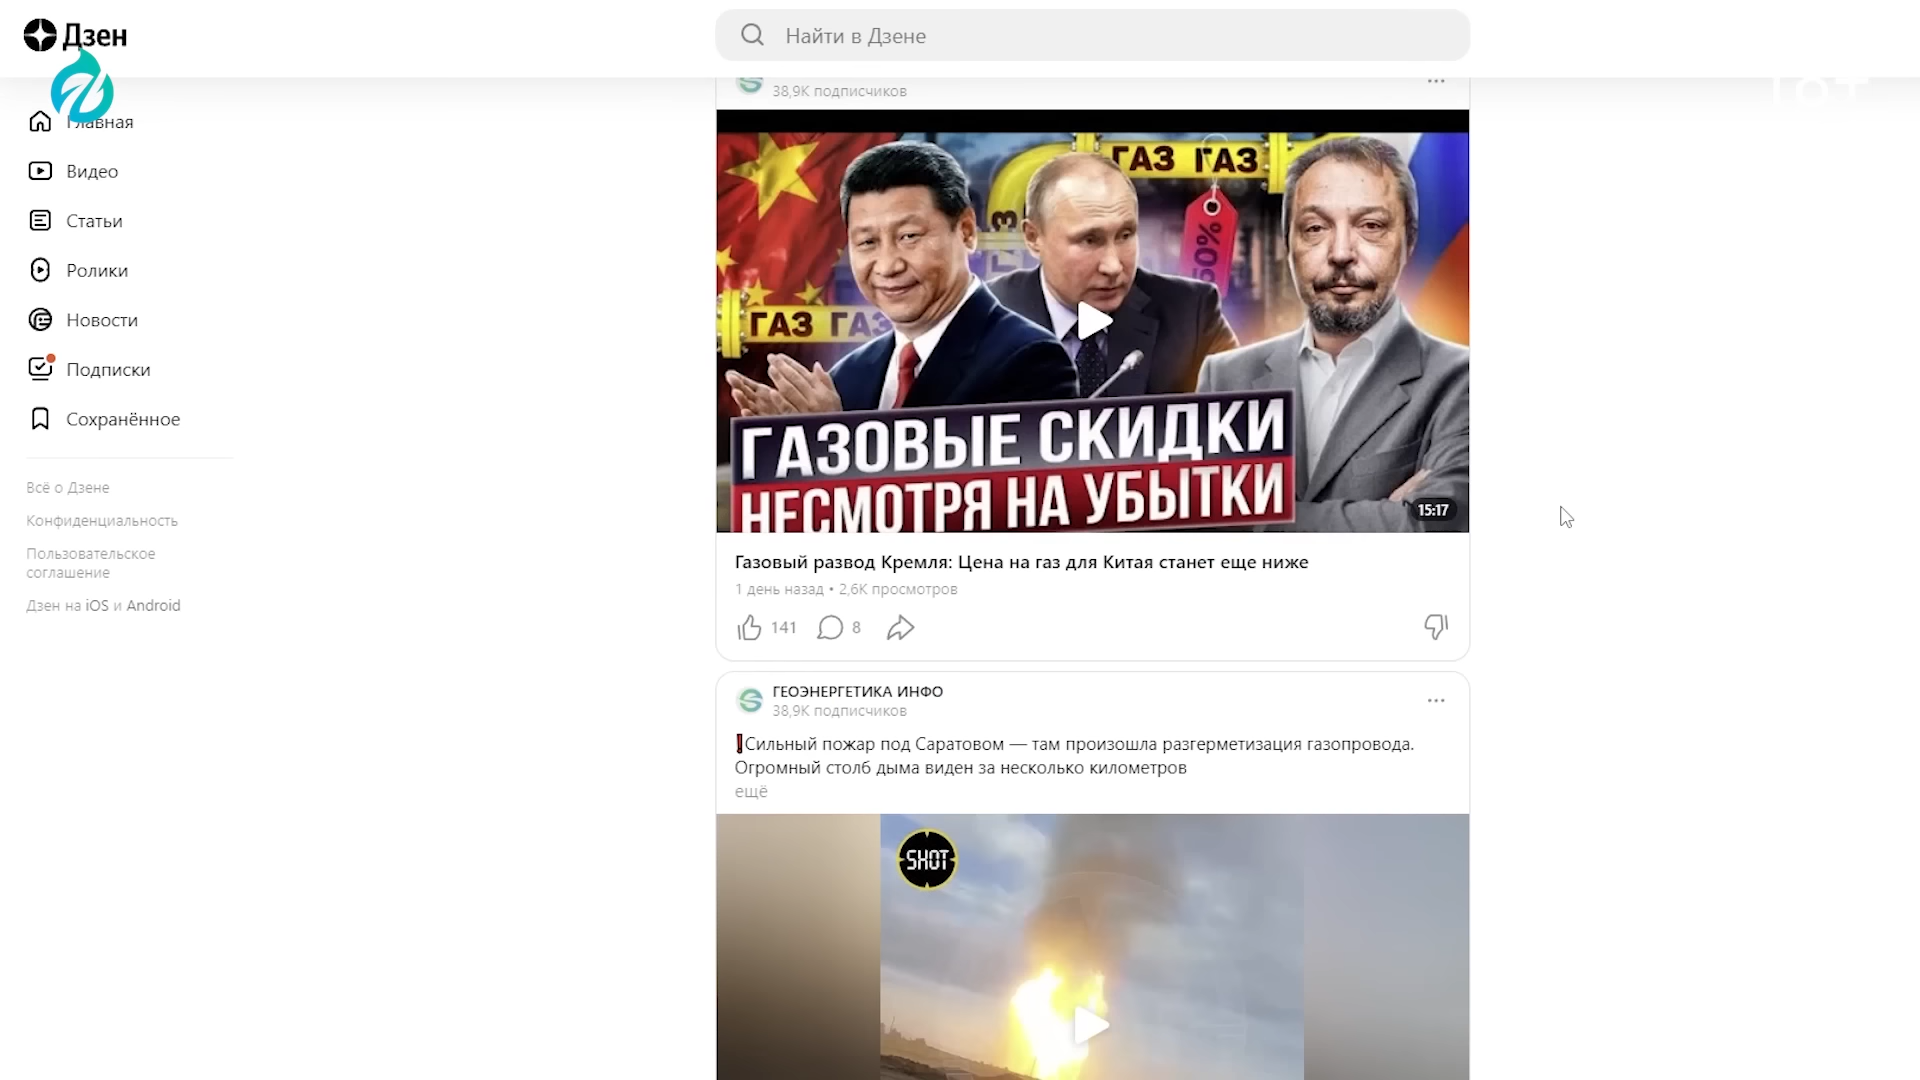 Дзен
Найти в Дзене
Главная
Видео
Статьи
Ролики
Новости
Подписки
Сохранённое
Всё о Дзене
Конфиденциальность
Пользовательское
соглашение
Дзен на iOS и Android
38,9K подписчиков
ГАЗ ГАЗ
50%
ГАЗ ГАЗ
ГАЗОВЫЕ СКИДКИ
НЕСМОТРЯ НА УБЫТКИ
15:17
Газовый развод Кремля: Цена на газ для Китая станет еще ниже
1 день назад • 2,6K просмотров
141
8
ГЕОЭНЕРГЕТИКА ИНФО
38,9K подписчиков
❗Сильный пожар под Саратовом — там произошла разгерметизация газопровода.
Огромный столб дыма виден за несколько километров
ещё
SHOT